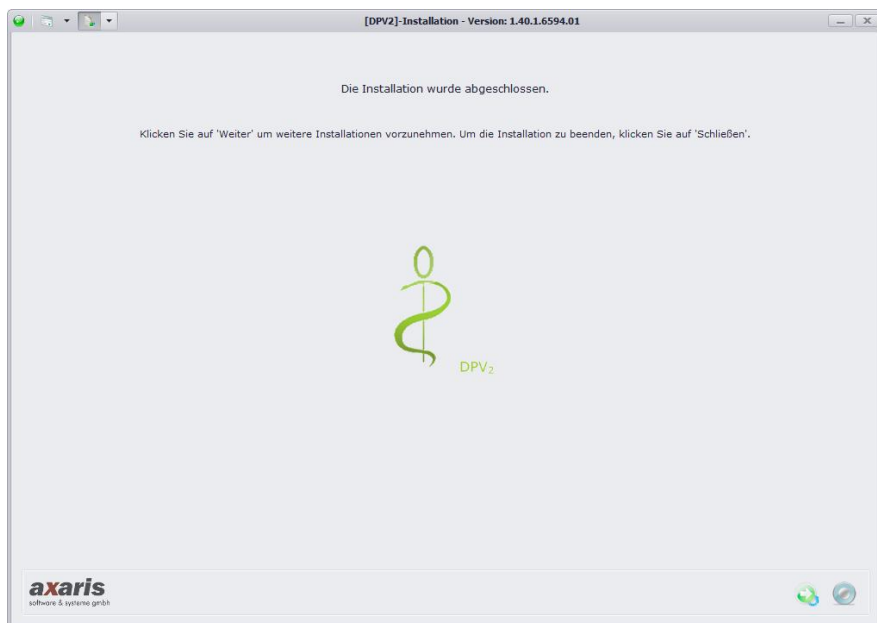 [DPV2]-Installation - Version: 1.40.1.6594.01
Die Installation wurde abgeschlossen.
Klicken Sie auf 'Weiter' um weitere Installationen vorzunehmen. Um die Installation zu beenden, klicken Sie auf 'Schließen'.
DPV₂
axaris
software & systeme gmbh